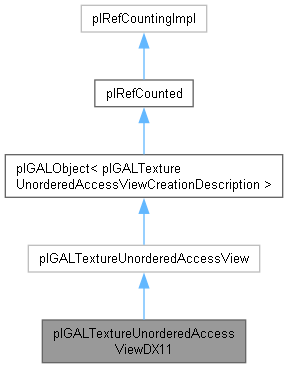 plRefCountingImpl
plRefCounted
plGALObject< plGALTexture
UnorderedAccessViewCreationDescription >
plGALTextureUnorderedAccessView
plGALTextureUnorderedAccess
ViewDX11